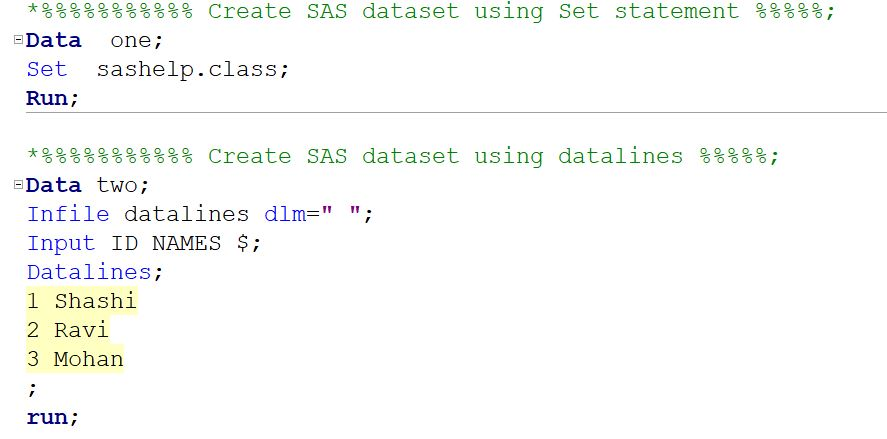 *%%%%%%%%%%% Create SAS dataset using Set statement %%%%%;
Data  one;
Set  sashelp.class;
Run;
*%%%%%%%%%%% Create SAS dataset using datalines %%%%%;
Data two;
Infile datalines dlm=" ";
Input ID NAMES $;
Datalines;
1 Shashi
2 Ravi
3 Mohan
;
run;